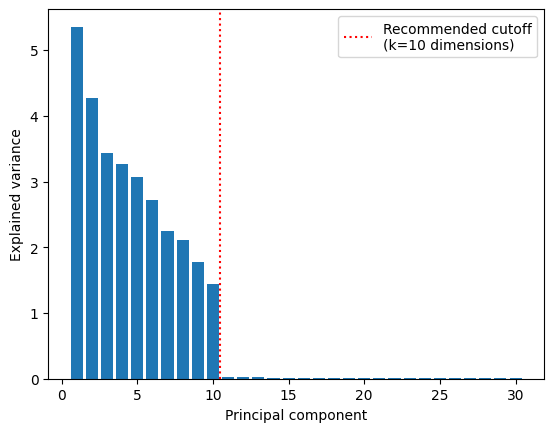 Recommended cutoff
(k=10 dimensions)
5
4
3
2
1
0
Explained variance
0 5 10 15 20 25 30
Principal component